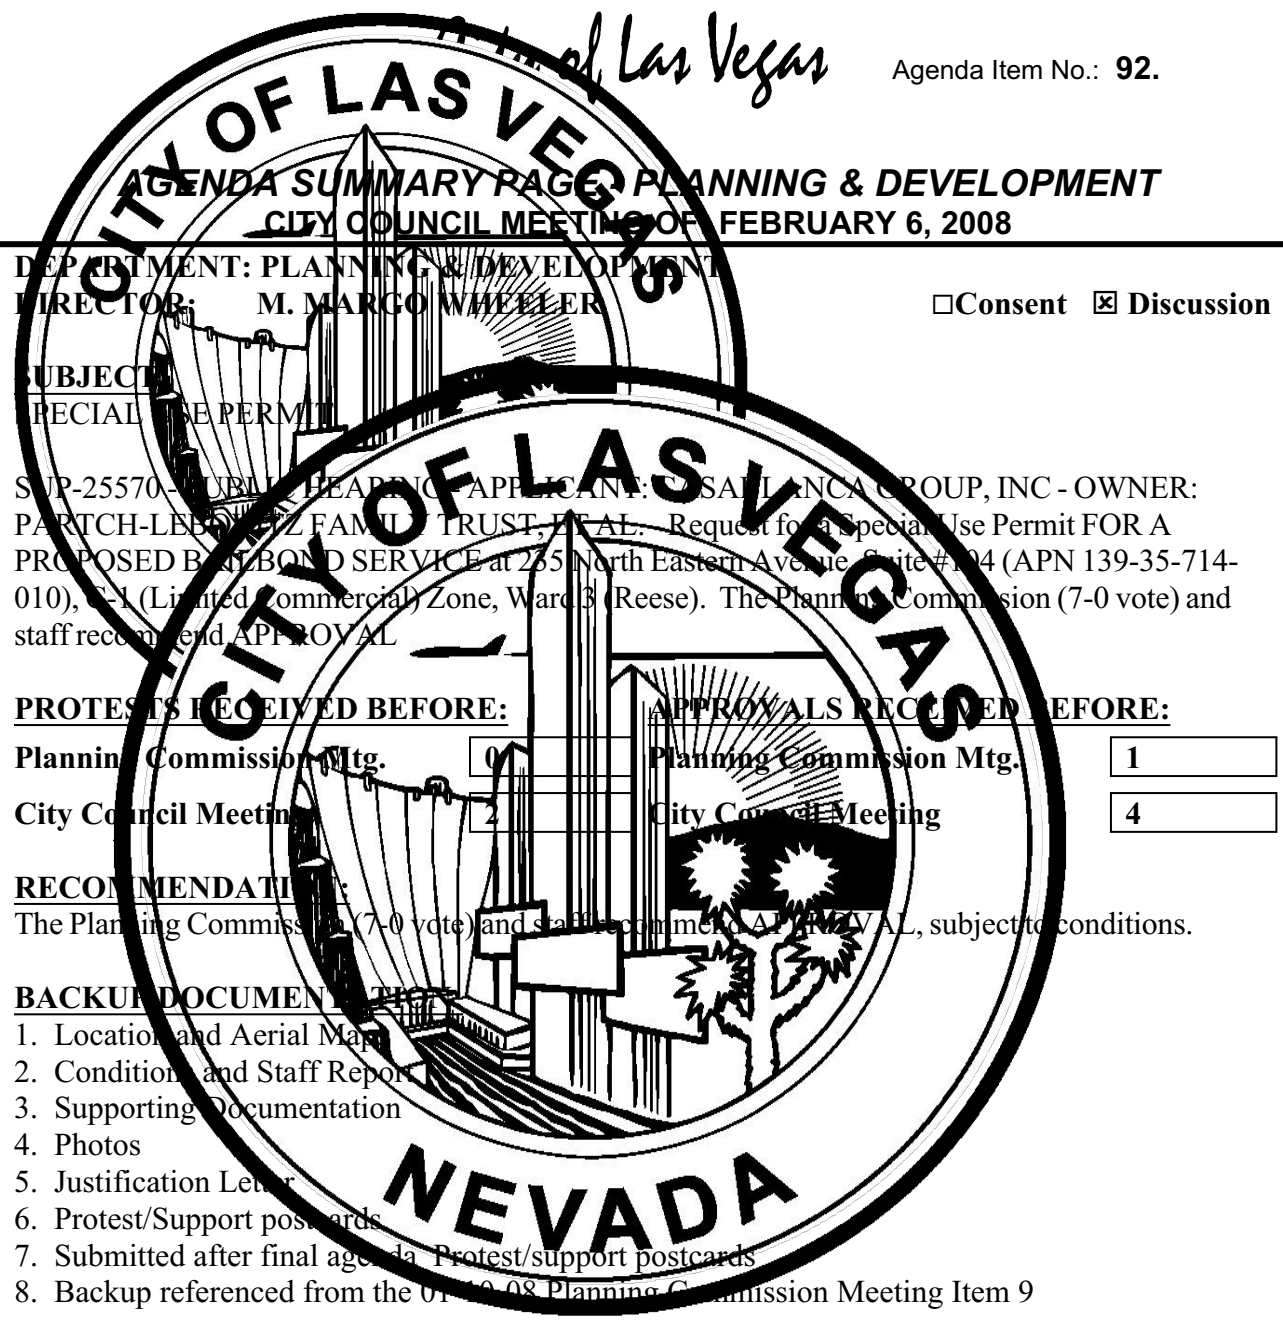 City of Las Vegas
Agenda Item No.: 92.
AGENDA SUMMARY PAGE - PLANNING & DEVELOPMENT
CITY COUNCIL MEETING OF: FEBRUARY 6, 2008
DEPARTMENT: PLANNING & DEVELOPMENT
DIRECTOR: M. MARGO WHEELER
☐Consent ☒ Discussion
SUBJECT:
SPECIAL USE PERMIT
SUP-25570 - PUBLIC HEARING - APPLICANT: CASABLANCA GROUP, INC - OWNER:
PARTCH-LEBOWITZ FAMILY TRUST, ET AL. - Request for a Special Use Permit FOR A
PROPOSED BAIL BOND SERVICE at 235 North Eastern Avenue, Suite #104 (APN 139-35-714-
010), C-1 (Limited Commercial) Zone, Ward 3 (Reese). The Planning Commission (7-0 vote) and
staff recommend APPROVAL
PROTESTS RECEIVED BEFORE: APPROVALS RECEIVED BEFORE:
Planning Commission Mtg. 0 Planning Commission Mtg. 1
City Council Meeting 2 City Council Meeting 4
RECOMMENDATION:
The Planning Commission (7-0 vote) and staff recommend APPROVAL, subject to conditions.
BACKUP DOCUMENTATION:
1. Location and Aerial Maps
2. Conditions and Staff Report
3. Supporting Documentation
4. Photos
5. Justification Letter
6. Protest/Support postcards
7. Submitted after final agenda Protest/support postcards
8. Backup referenced from the 01-10-08 Planning Commission Meeting Item 9
CITY OF LAS VEGAS
CITY OF LAS VEGAS
NEVADA